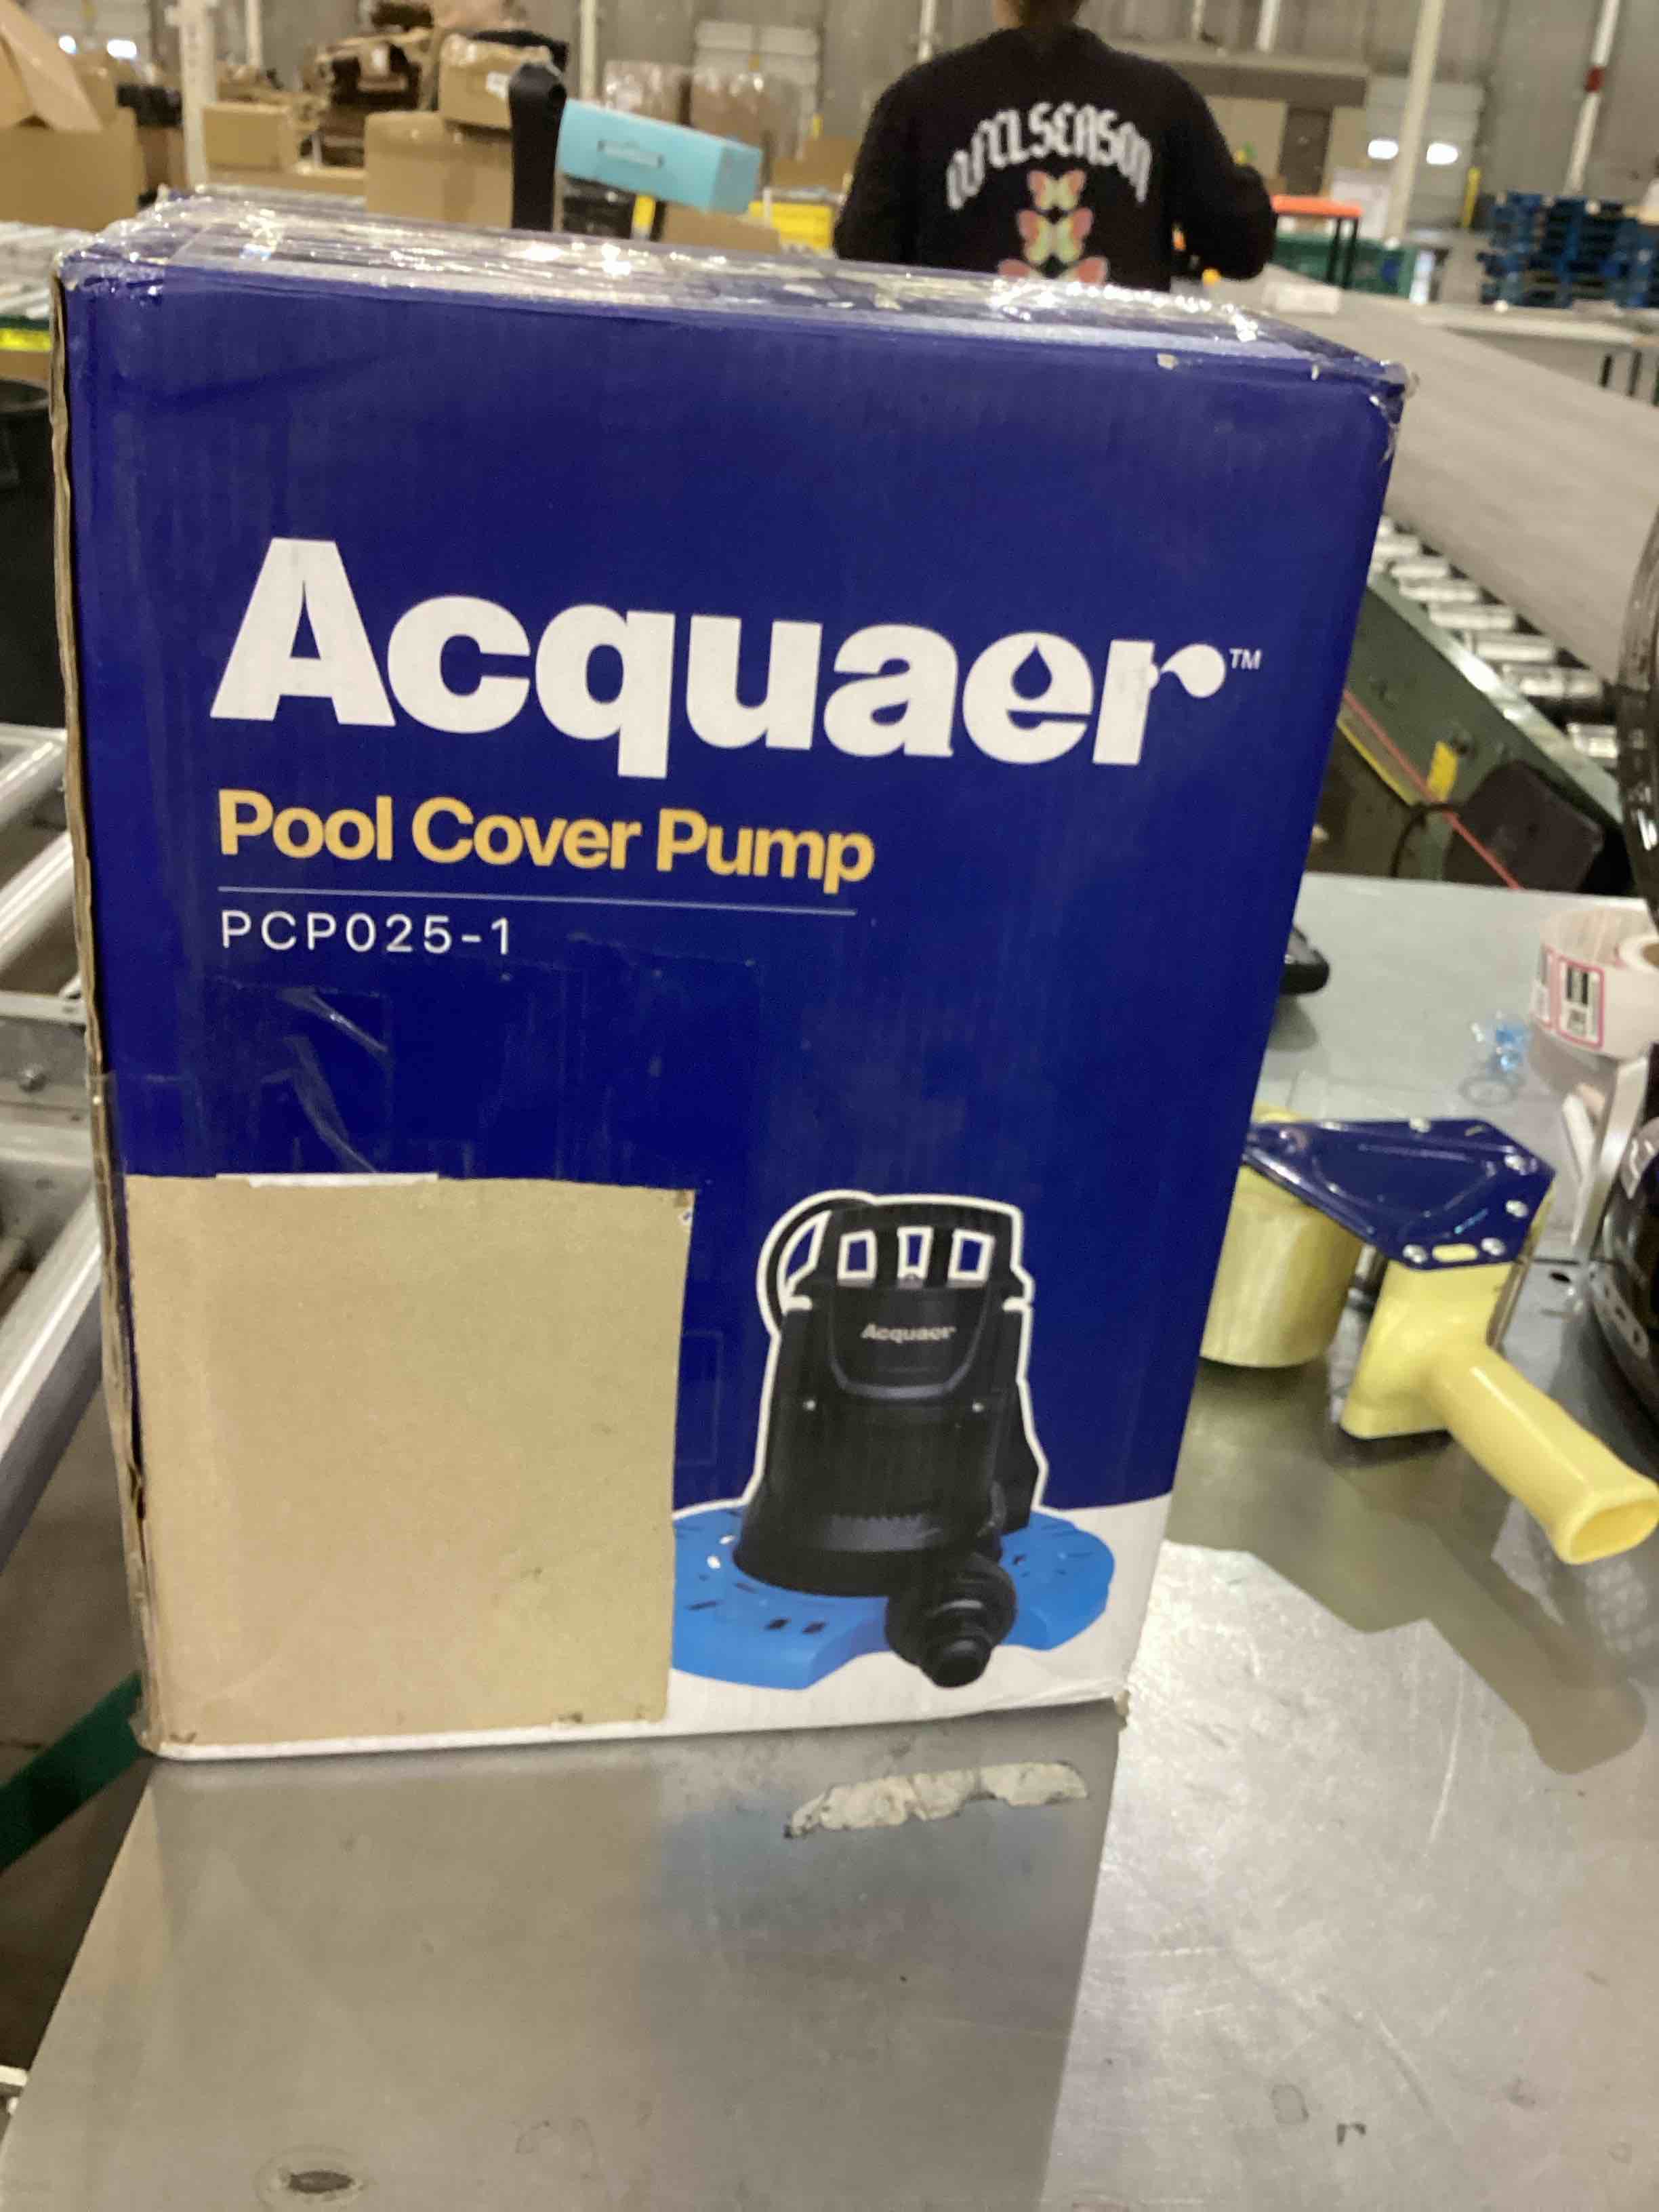 Acquaer™
Pool Cover Pump
PCP025-1
Acquaer